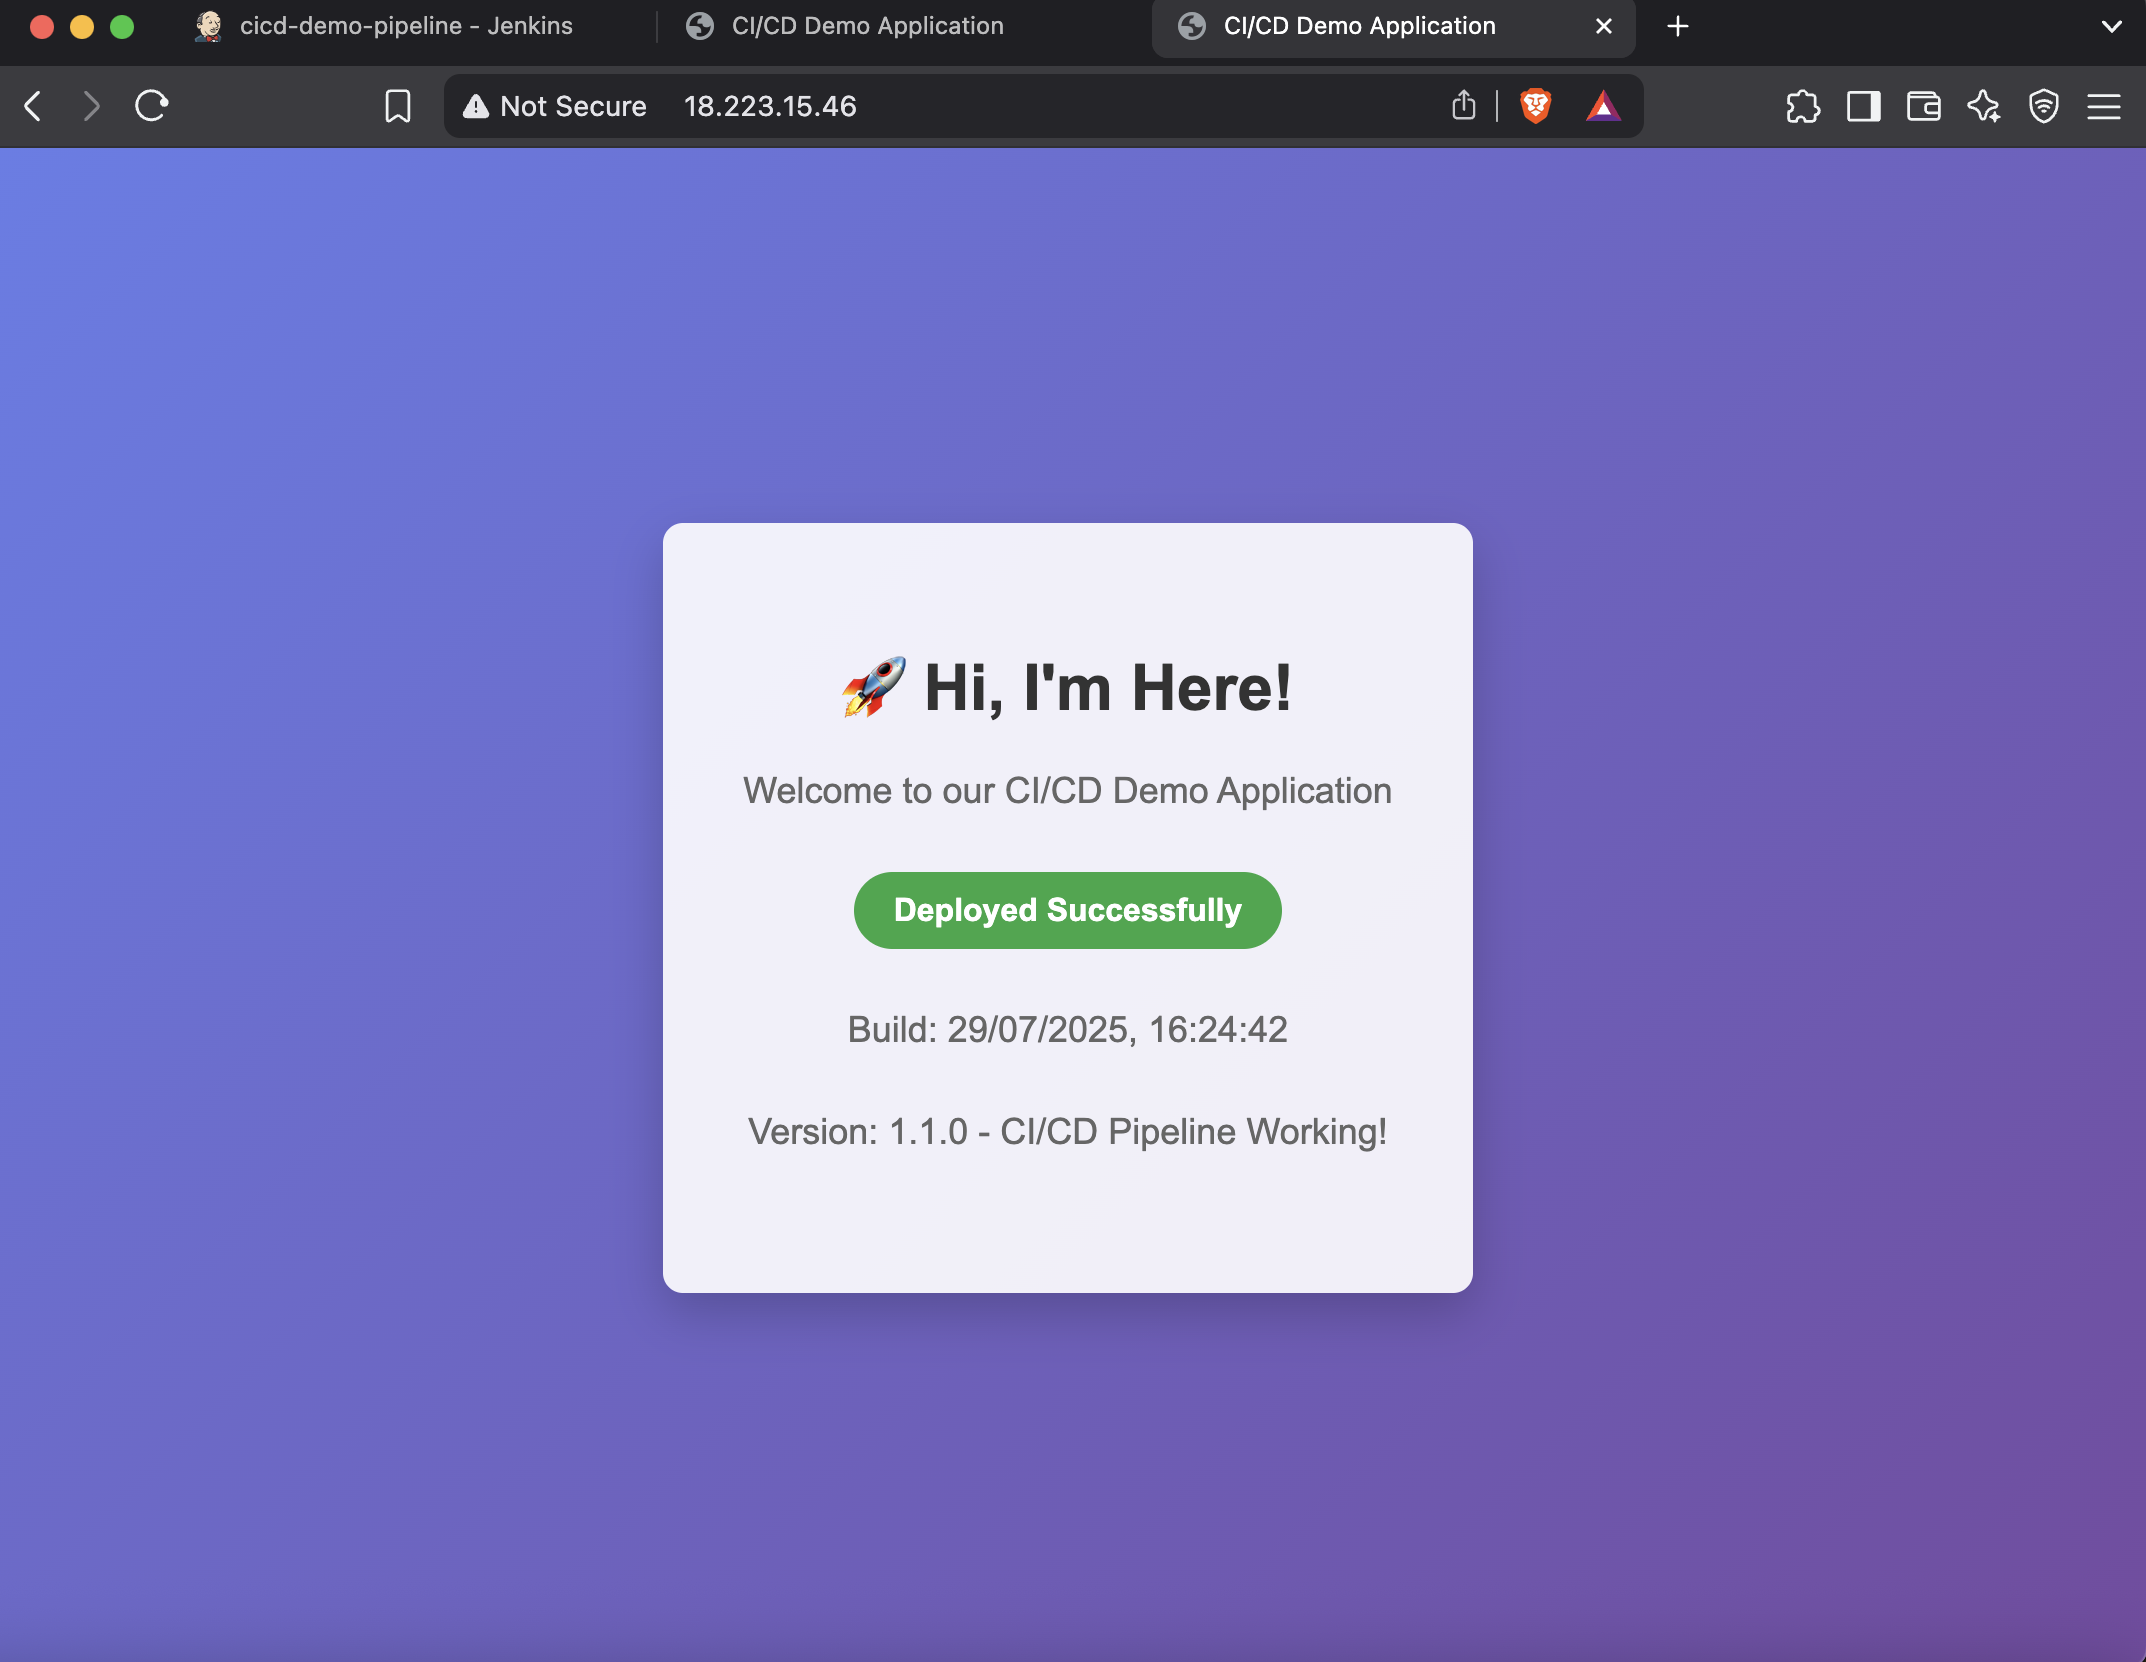 cicd-demo-pipeline - Jenkins
CI/CD Demo Application
CI/CD Demo Application
Not Secure 18.223.15.46
🚀 Hi, I'm Here!
Welcome to our CI/CD Demo Application
Deployed Successfully
Build: 29/07/2025, 16:24:42
Version: 1.1.0 - CI/CD Pipeline Working!